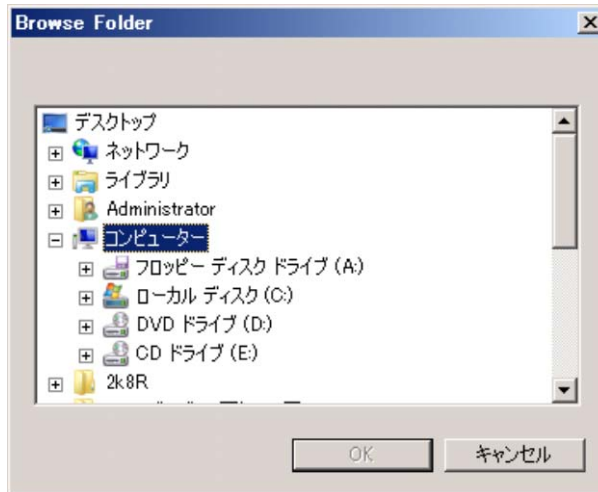 Browse Folder
デスクトップ
ネットワーク
ライブラリ
Administrator
コンピューター
フロッピー ディスク ドライブ (A:)
ローカル ディスク (C:)
DVD ドライブ (D:)
CD ドライブ (E:)
2k8R
OK
キャンセル